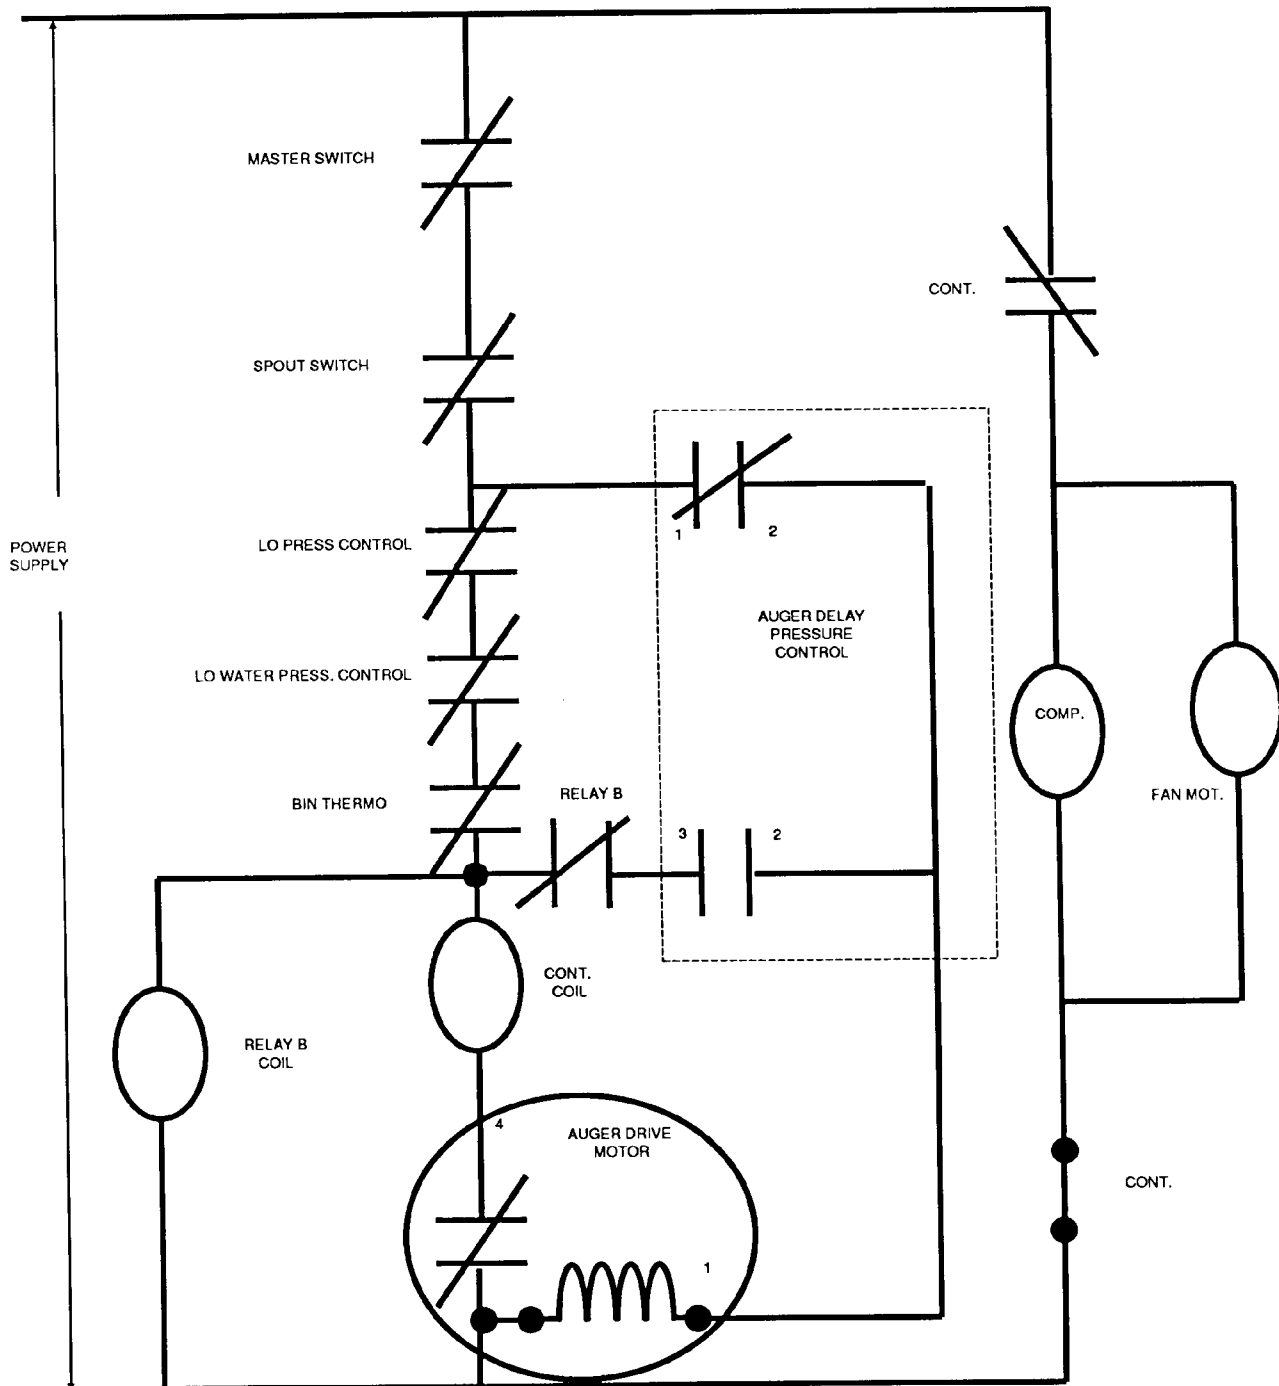 MASTER SWITCH
CONT.
SPOUT SWITCH
POWER
SUPPLY
LO PRESS CONTROL
1
2
AUGER DELAY
PRESSURE
CONTROL
LO WATER PRESS. CONTROL
COMP.
BIN THERMO
RELAY B
FAN MOT.
3
2
CONT.
COIL
RELAY B
COIL
4
AUGER DRIVE
MOTOR
CONT.
1